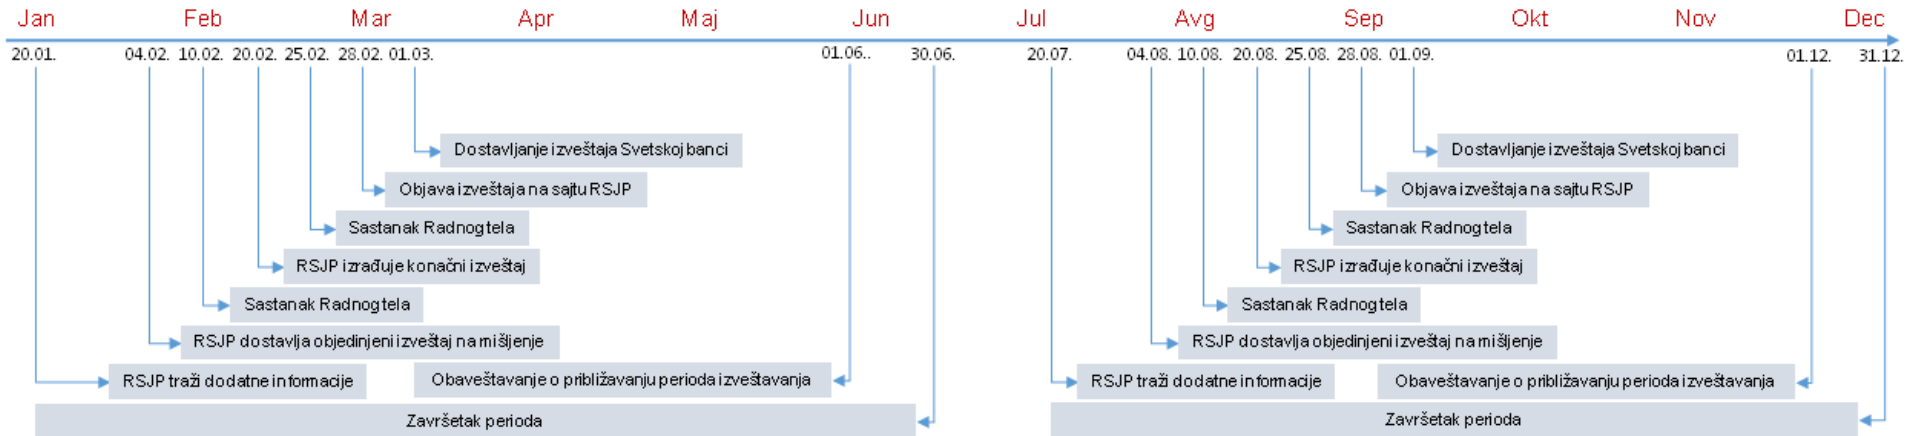 Jan Feb Mar Apr Maj Jun Jul Avg Sep Okt Nov Dec
20.01. 04.02. 10.02. 20.02. 25.02. 28.02. 01.03. 01.06.. 30.06. 20.07. 04.08. 10.08. 20.08. 25.08. 28.08. 01.09. 01.12. 31.12.
Dostavljanje izveštaja Svetskoj banci Dostavljanje izveštaja Svetskoj banci
Objava izveštaja na sajtu RSJP Objava izveštaja na sajtu RSJP
Sastanak Radnog tela Sastanak Radnog tela
RSJP izrađuje konačni izveštaj RSJP izrađuje konačni izveštaj
Sastanak Radnog tela Sastanak Radnog tela
RSJP dostavlja objedinjeni izveštaj na mišljenje RSJP dostavlja objedinjeni izveštaj na mišljenje
RSJP traži dodatne informacije Obaveštavanje o približavanju perioda izveštavanja RSJP traži dodatne informacije Obaveštavanje o približavanju perioda izveštavanja
Završetak perioda Završetak perioda